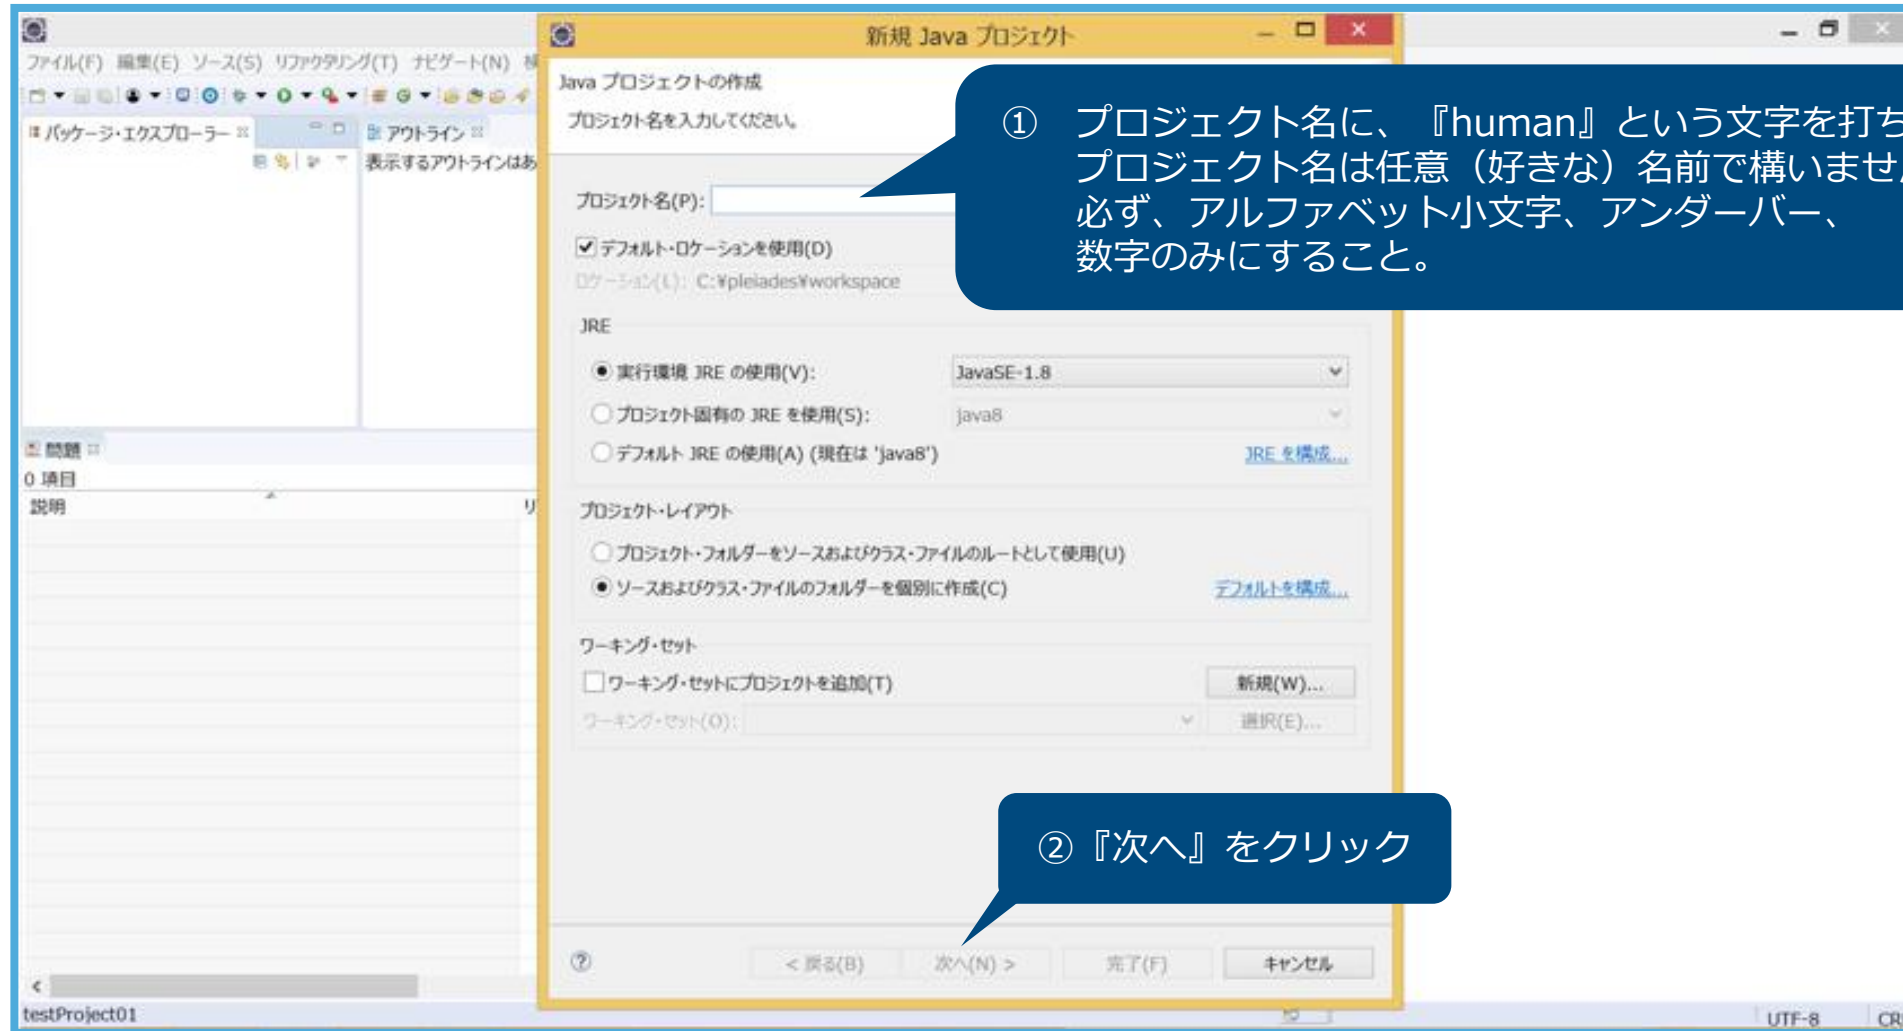 新規 Java プロジェクト
ファイル(F) 編集(E) ソース(S) リファクタリング(T) ナビゲート(N)
Java プロジェクトの作成
プロジェクト名を入力してください。
パッケージ・エクスプローラー
アウトライン
表示するアウトラインはあ
① プロジェクト名に、『human』という文字を打ち
プロジェクト名は任意（好きな）名前で構いませ
必ず、アルファベット小文字、アンダーバー、
数字のみにすること。
プロジェクト名(P):
デフォルト・ロケーションを使用(D)
ロケーション(L): C:¥pleiades¥workspace
JRE
実行環境 JRE の使用(V): JavaSE-1.8
プロジェクト固有の JRE を使用(S): java8
デフォルト JRE の使用(A) (現在は 'java8') JRE を構成...
問題
0 項目
説明 リ
プロジェクト・レイアウト
プロジェクト・フォルダーをソースおよびクラス・ファイルのルートとして使用(U)
ソースおよびクラス・ファイルのフォルダーを個別に作成(C) デフォルトを構成...
ワーキング・セット
ワーキング・セットにプロジェクトを追加(T) 新規(W)...
ワーキング・セット(O): 選択(E)...
②『次へ』をクリック
< 戻る(B) 次へ(N) > 完了(F) キャンセル
testProject01 UTF-8 CR